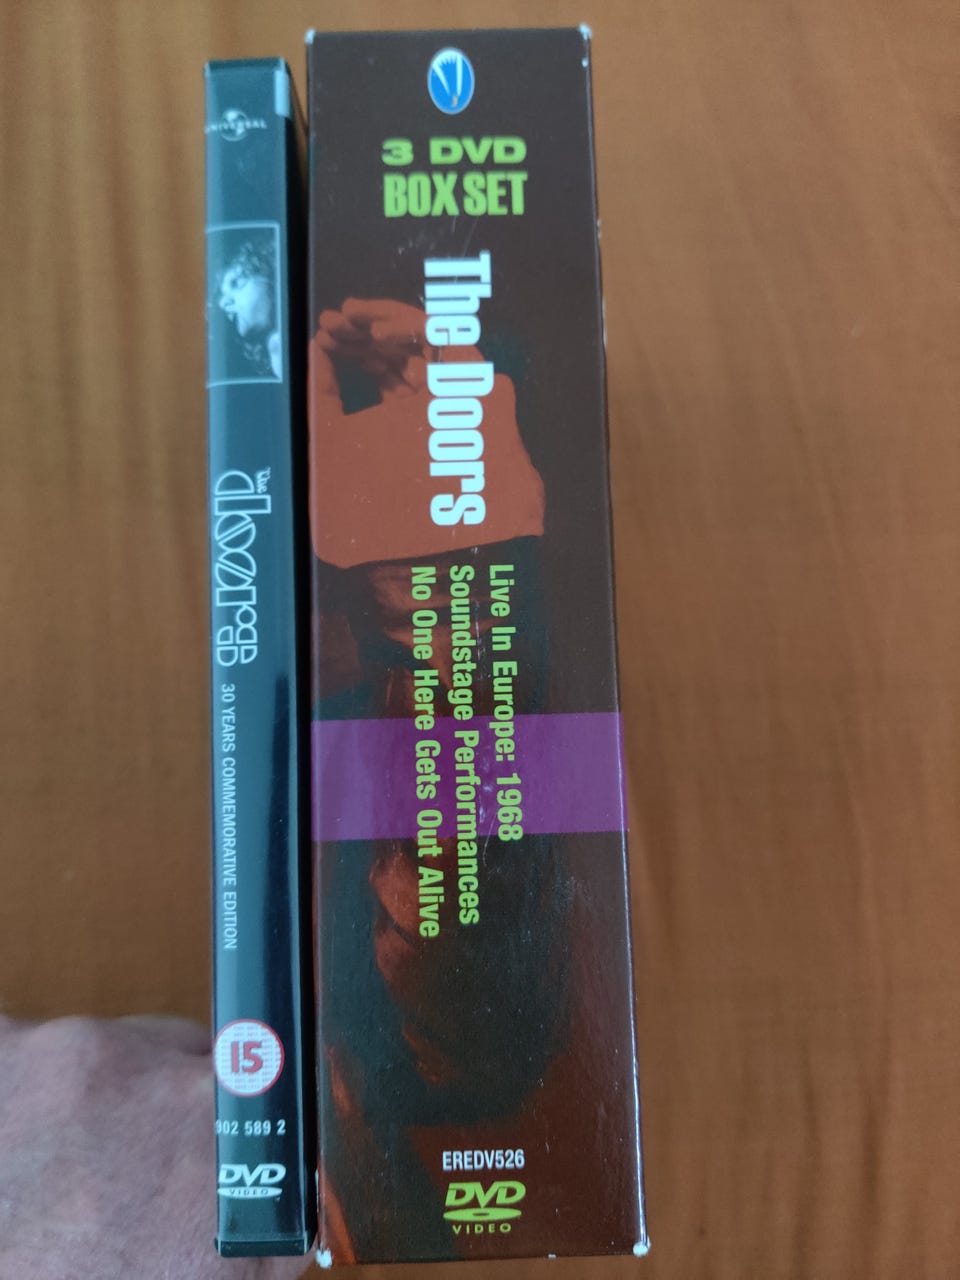 UNIVERSAL
The
doors
30 YEARS COMMEMORATIVE EDITION
15
902 589 2
DVD
VIDEO
3 DVD
BOX SET
The Doors
Live In Europe: 1968
Soundstage Performances
No One Here Gets Out Alive
EREDV526
DVD
VIDEO